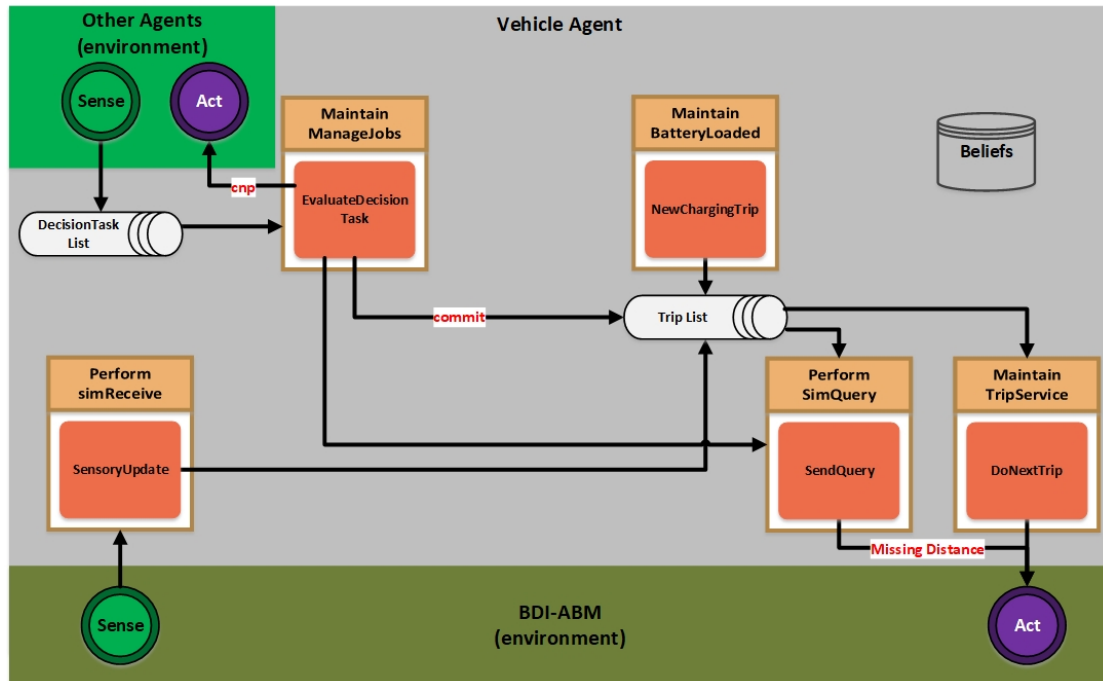 Other Agents
(environment)
Vehicle Agent
Sense
Act
Maintain
ManageJobs
Maintain
BatteryLoaded
Beliefs
cnp
EvaluateDecision
Task
NewChargingTrip
DecisionTask
List
commit
Trip List
Perform
simReceive
Perform
SimQuery
Maintain
TripService
SensoryUpdate
SendQuery
DoNextTrip
Missing Distance
Sense
BDI-ABM
(environment)
Act